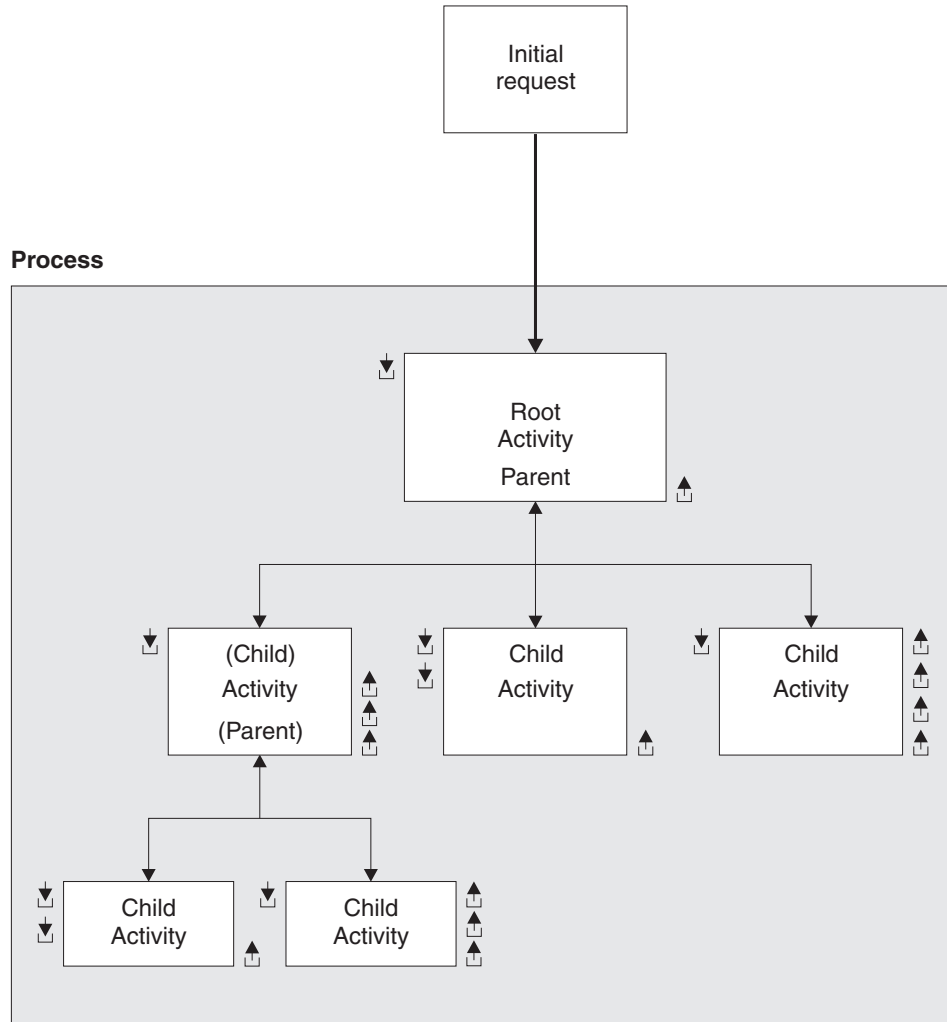 Initial
request
Process
Root
Activity
Parent
(Child)
Activity
(Parent)
Child
Activity
Child
Activity
Child
Activity
Child
Activity